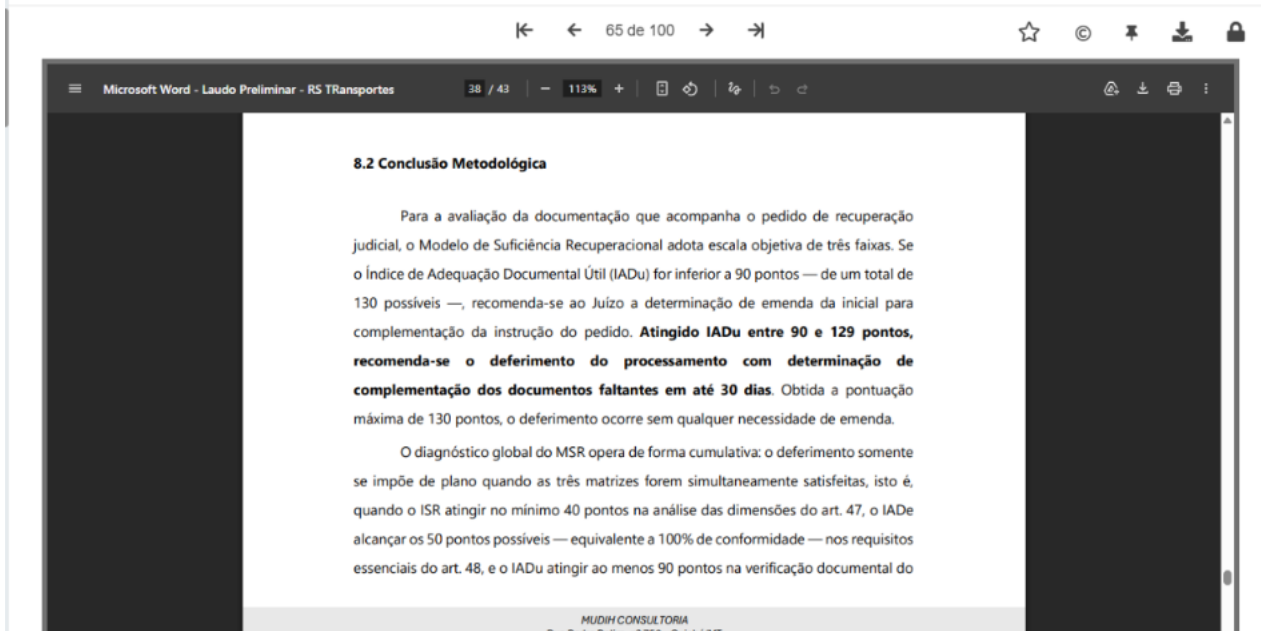 65 de 100
Microsoft Word - Laudo Preliminar - RS TRansportes
38 / 43
113%
8.2 Conclusão Metodológica
Para a avaliação da documentação que acompanha o pedido de recuperação
judicial, o Modelo de Suficiência Recuperacional adota escala objetiva de três faixas. Se
o Índice de Adequação Documental Útil (IADu) for inferior a 90 pontos — de um total de
130 possíveis —, recomenda-se ao Juízo a determinação de emenda da inicial para
complementação da instrução do pedido. Atingido IADu entre 90 e 129 pontos,
recomenda-se o deferimento do processamento com determinação de
complementação dos documentos faltantes em até 30 dias. Obtida a pontuação
máxima de 130 pontos, o deferimento ocorre sem qualquer necessidade de emenda.
O diagnóstico global do MSR opera de forma cumulativa: o deferimento somente
se impõe de plano quando as três matrizes forem simultaneamente satisfeitas, isto é,
quando o ISR atingir no mínimo 40 pontos na análise das dimensões do art. 47, o IADe
alcançar os 50 pontos possíveis — equivalente a 100% de conformidade — nos requisitos
essenciais do art. 48, e o IADu atingir ao menos 90 pontos na verificação documental do
MUDIH CONSULTORIA